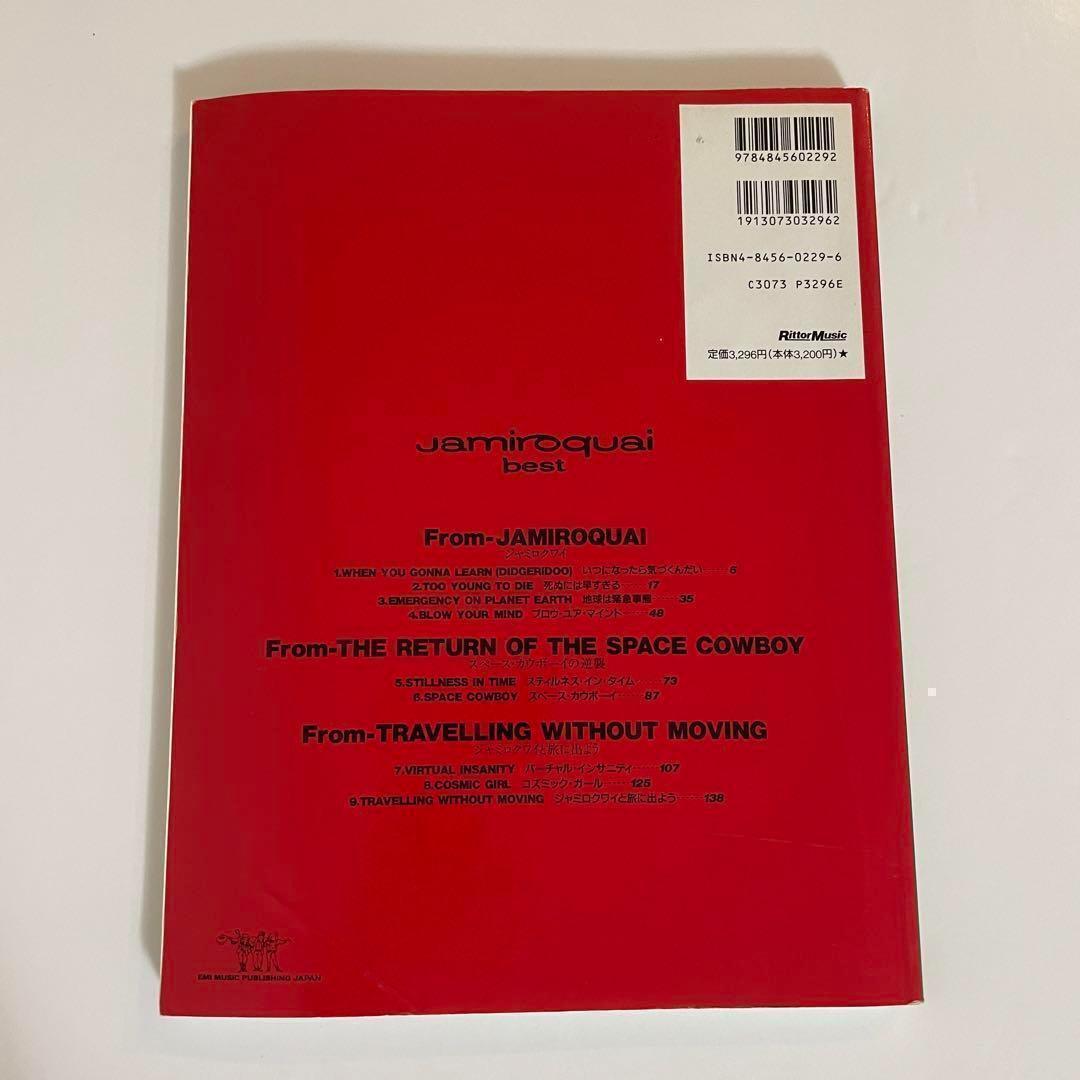 9784845602292
1913073032962
ISBN4-8456-0229-6
C3073 P3296E
RittorMusic
定価3,296円(本体3,200円)★
Jamiroquai
best
From-JAMIROQUAI
ジャミロクワイ
1.WHEN YOU GONNA LEARN (DIDGERIDOO) いつになったら気づくんだい……6
2.TOO YOUNG TO DIE 死ぬには早すぎる……17
3.EMERGENCY ON PLANET EARTH 地球は緊急事態……35
4.BLOW YOUR MIND ブロウ・ユア・マインド……48
From-THE RETURN OF THE SPACE COWBOY
スペース・カウボーイの逆襲
5.STILLNESS IN TIME スティルネス・イン・タイム……73
6.SPACE COWBOY スペース・カウボーイ……87
From-TRAVELLING WITHOUT MOVING
ジャミロクワイと旅に出よう
7.VIRTUAL INSANITY バーチャル・インサニティ……107
8.COSMIC GIRL コズミック・ガール……125
9.TRAVELLING WITHOUT MOVING ジャミロクワイと旅に出よう……138
EMI MUSIC PUBLISHING JAPAN